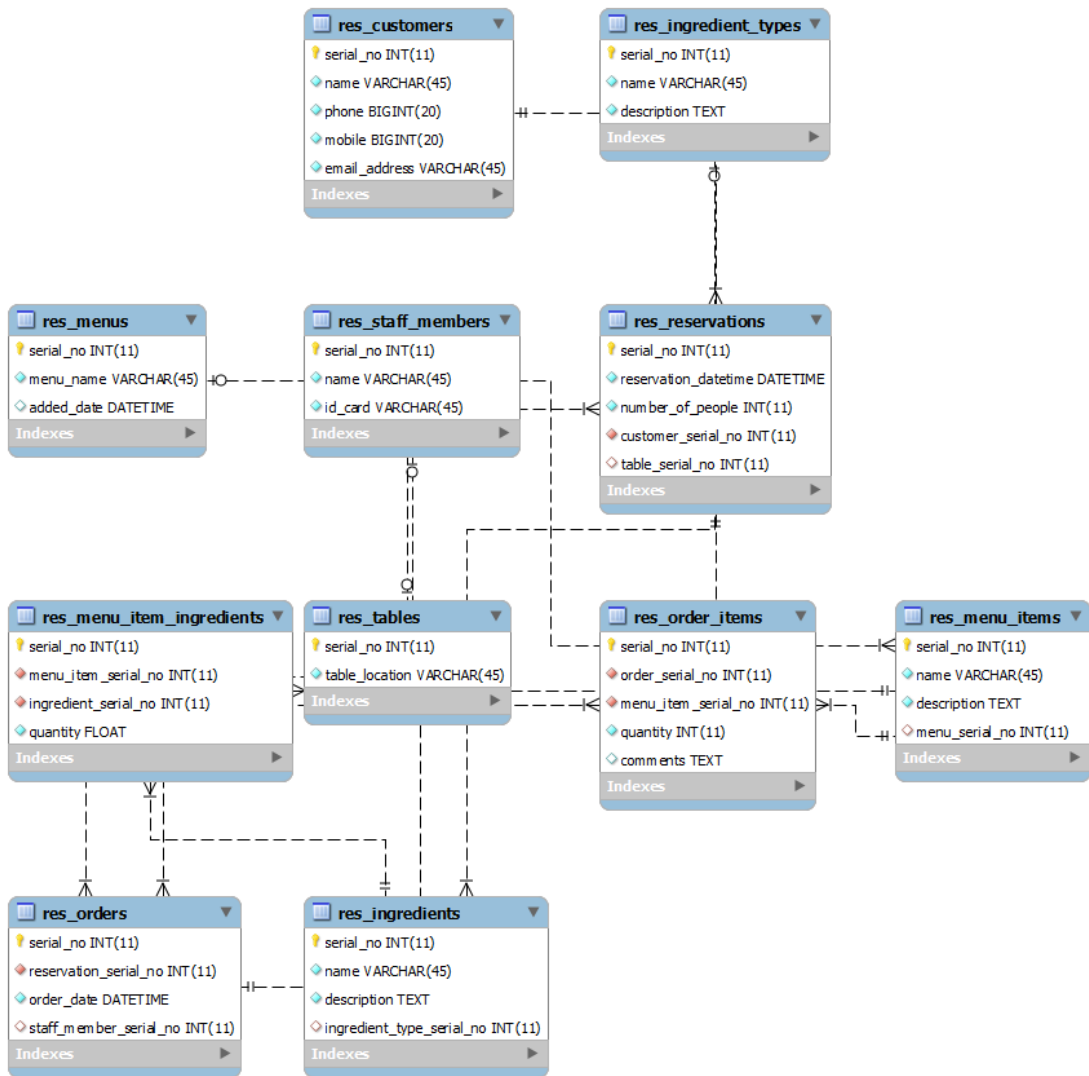 res_customers
serial_no INT(11)
name VARCHAR(45)
phone BIGINT(20)
mobile BIGINT(20)
email_address VARCHAR(45)
Indexes
res_ingredient_types
serial_no INT(11)
name VARCHAR(45)
description TEXT
Indexes
res_menus
serial_no INT(11)
menu_name VARCHAR(45)
added_date DATETIME
Indexes
res_staff_members
serial_no INT(11)
name VARCHAR(45)
id_card VARCHAR(45)
Indexes
res_reservations
serial_no INT(11)
reservation_datetime DATETIME
number_of_people INT(11)
customer_serial_no INT(11)
table_serial_no INT(11)
Indexes
res_menu_item_ingredients
serial_no INT(11)
menu_item_serial_no INT(11)
ingredient_serial_no INT(11)
quantity FLOAT
Indexes
res_tables
serial_no INT(11)
table_location VARCHAR(45)
Indexes
res_order_items
serial_no INT(11)
order_serial_no INT(11)
menu_item_serial_no INT(11)
quantity INT(11)
comments TEXT
Indexes
res_menu_items
serial_no INT(11)
name VARCHAR(45)
description TEXT
menu_serial_no INT(11)
Indexes
res_orders
serial_no INT(11)
reservation_serial_no INT(11)
order_date DATETIME
staff_member_serial_no INT(11)
Indexes
res_ingredients
serial_no INT(11)
name VARCHAR(45)
description TEXT
ingredient_type_serial_no INT(11)
Indexes